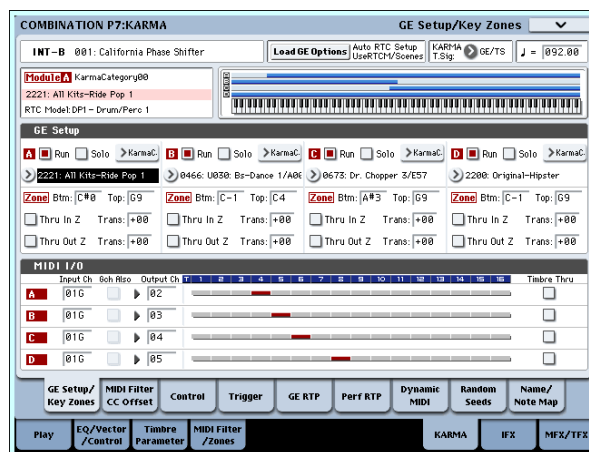 COMBINATION P7:KARMA GE Setup/Key Zones
INT-B 001: California Phase Shifter Load GE Options Auto RTC Setup UseRTCM/Scenes KARMA T.Sig: GE/TS ♩ = 092.00
Module A KarmaCategory00
2221: All Kits-Ride Pop 1
RTC Model: DP1 - Drum/Perc 1
A B C D
GE Setup
A Run Solo KarmaC. B Run Solo KarmaC. C Run Solo KarmaC. D Run Solo KarmaC.
2221: All Kits-Ride Pop 1 0466: U030: Bs-Dance 1/A06 0673: Dr. Chopper 3/E57 2200: Original-Hipster
Zone Btm: C#0 Top: G9 Zone Btm: C-1 Top: C4 Zone Btm: A#3 Top: G9 Zone Btm: C-1 Top: G9
Thru In Z Trans: +00 Thru In Z Trans: +00 Thru In Z Trans: +00 Thru In Z Trans: +00
Thru Out Z Trans: +00 Thru Out Z Trans: +00 Thru Out Z Trans: +00 Thru Out Z Trans: +00
MIDI I/O
Input Ch Gch Also Output Ch T 1 2 3 4 5 6 7 8 9 10 11 12 13 14 15 16 Timbre Thru
A 01G 02
B 01G 03
C 01G 04
D 01G 05
GE Setup/ Key Zones MIDI Filter CC Offset Control Trigger GE RTP Perf RTP Dynamic MIDI Random Seeds Name/ Note Map
Play EQ/Vector /Control Timbre Parameter MIDI Filter /Zones KARMA IFX MFX/TFX